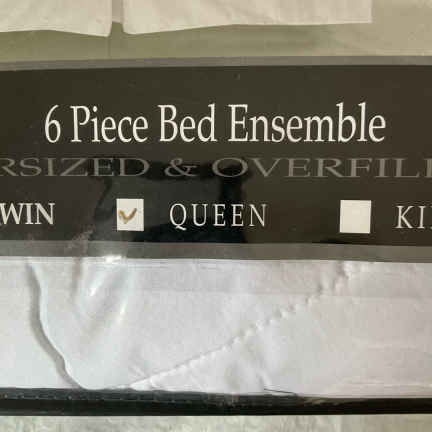 6 Piece Bed Ensemble
RSIZED & OVERFIL
WIN ✓ QUEEN KI